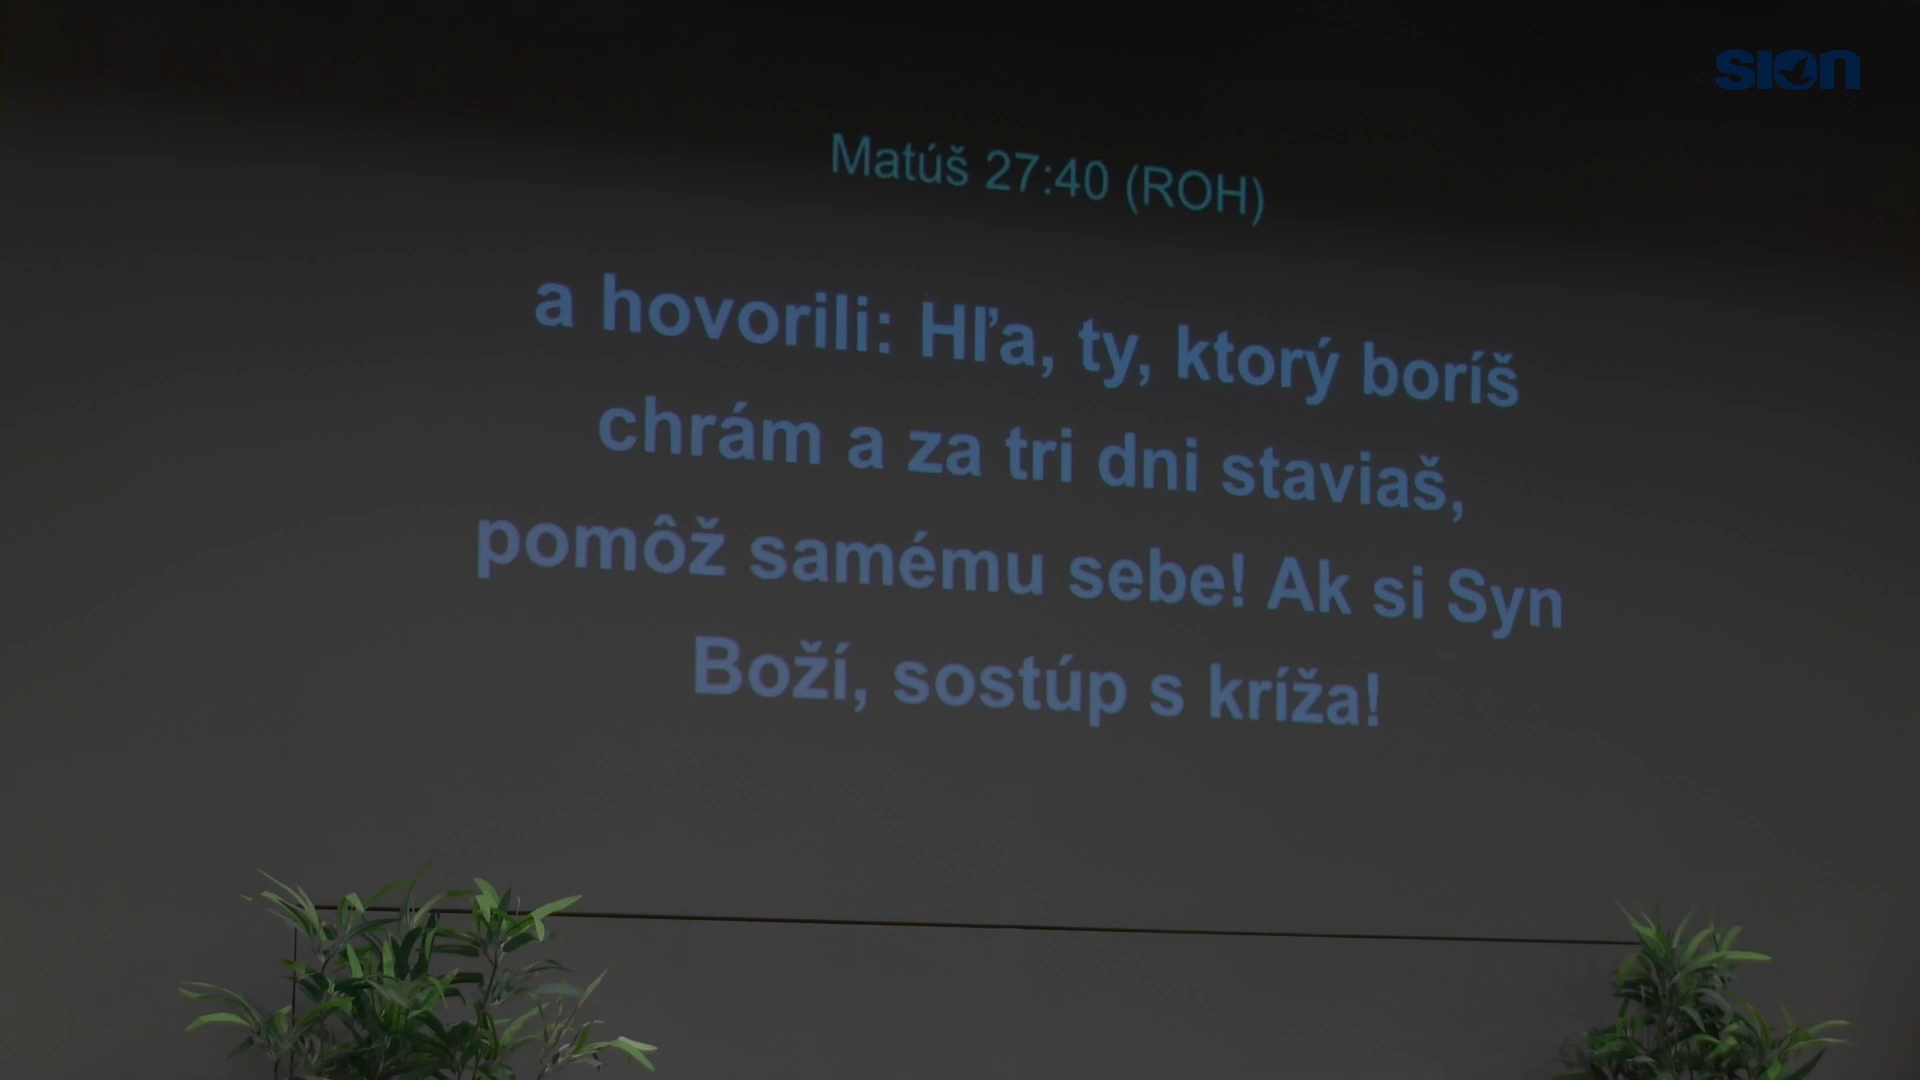 sion
Matúš 27:40 (ROH)
a hovorili: Hľa, ty, ktorý boríš
chrám a za tri dni staviaš,
pomôž samému sebe! Ak si Syn
Boží, sostúp s kríža!